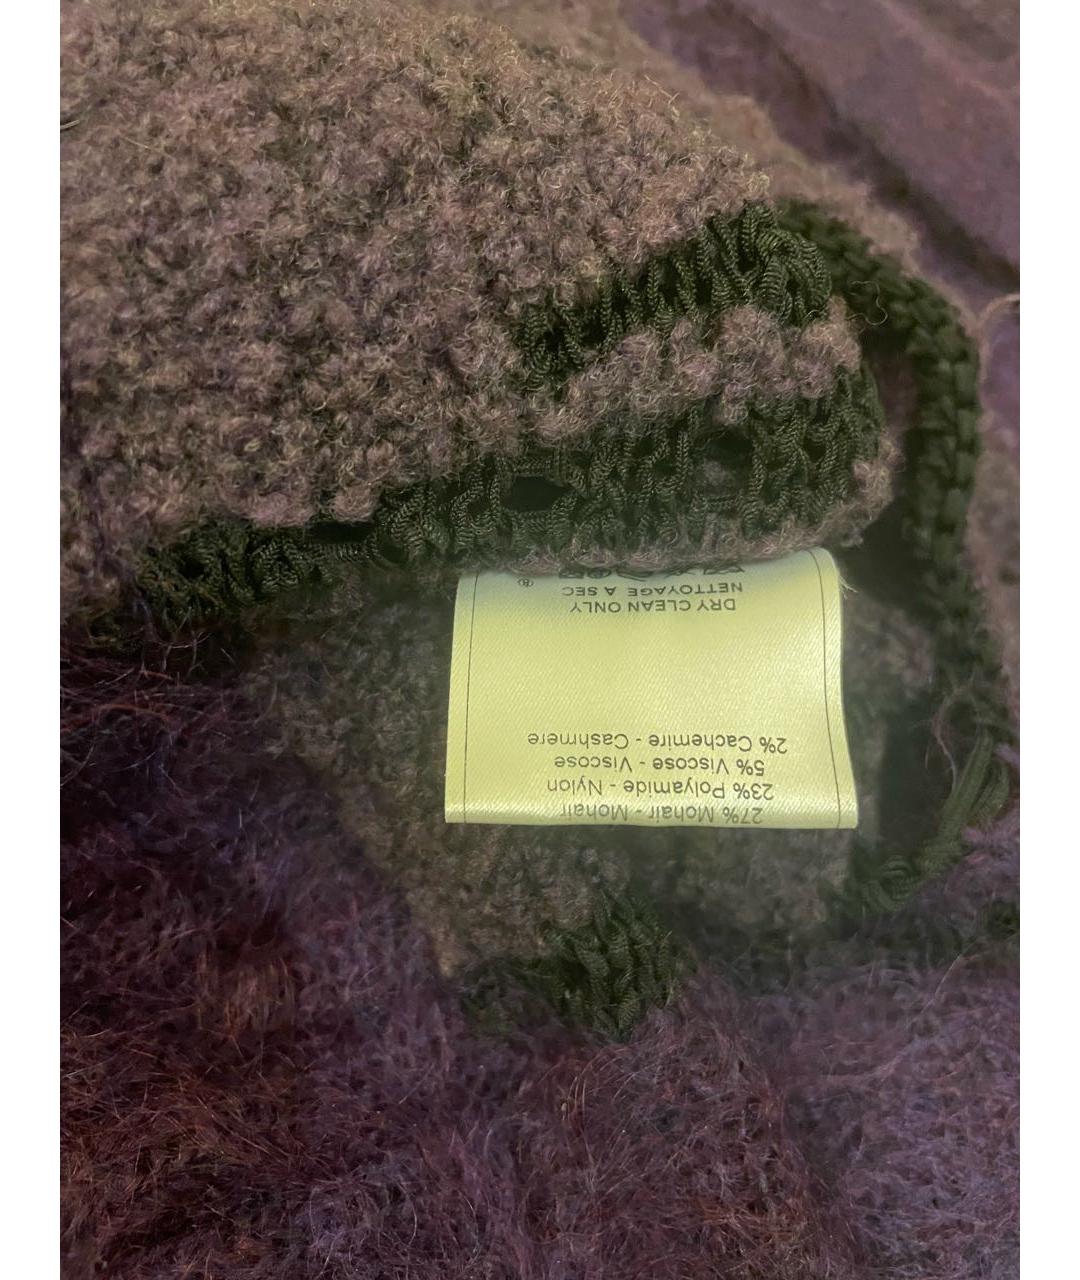 27% Mohair - Mohair
23% Polyamide - Nylon
5% Viscose - Viscose
2% Cachemire - Cashmere
DRY CLEAN ONLY
NETTOYAGE A SEC
®